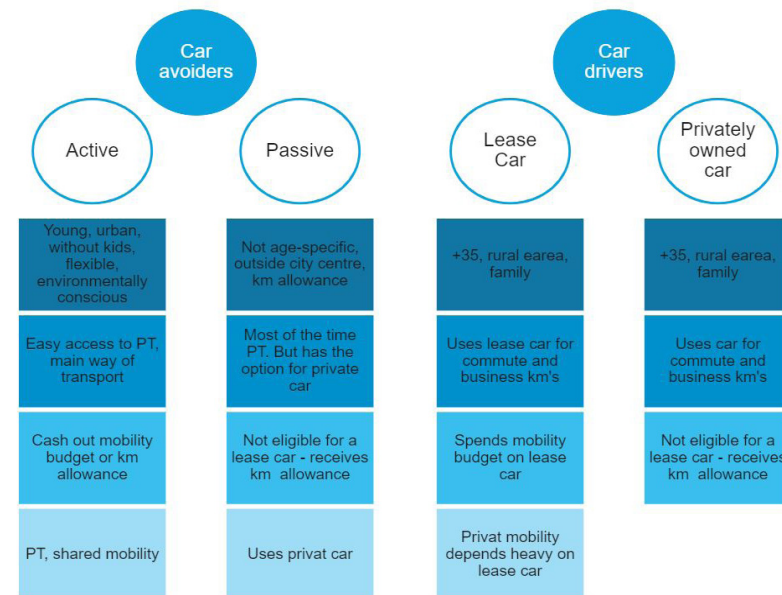 Car
avoiders
Car
drivers
Active
Passive
Lease
Car
Privately
owned
car
Young, urban,
without kids,
flexible,
environmentally
conscious
Not age-specific,
outside city centre,
km allowance
+35, rural earea,
family
+35, rural earea,
family
Easy access to PT,
main way of
transport
Most of the time
PT. But has the
option for private
car
Uses lease car for
commute and
business km's
Uses car for
commute and
business km's
Cash out mobility
budget or km
allowance
Not eligible for a
lease car - receives
km allowance
Spends mobility
budget on lease
car
Not eligible for a
lease car - receives
km allowance
PT, shared mobility
Uses privat car
Privat mobility
depends heavy on
lease car